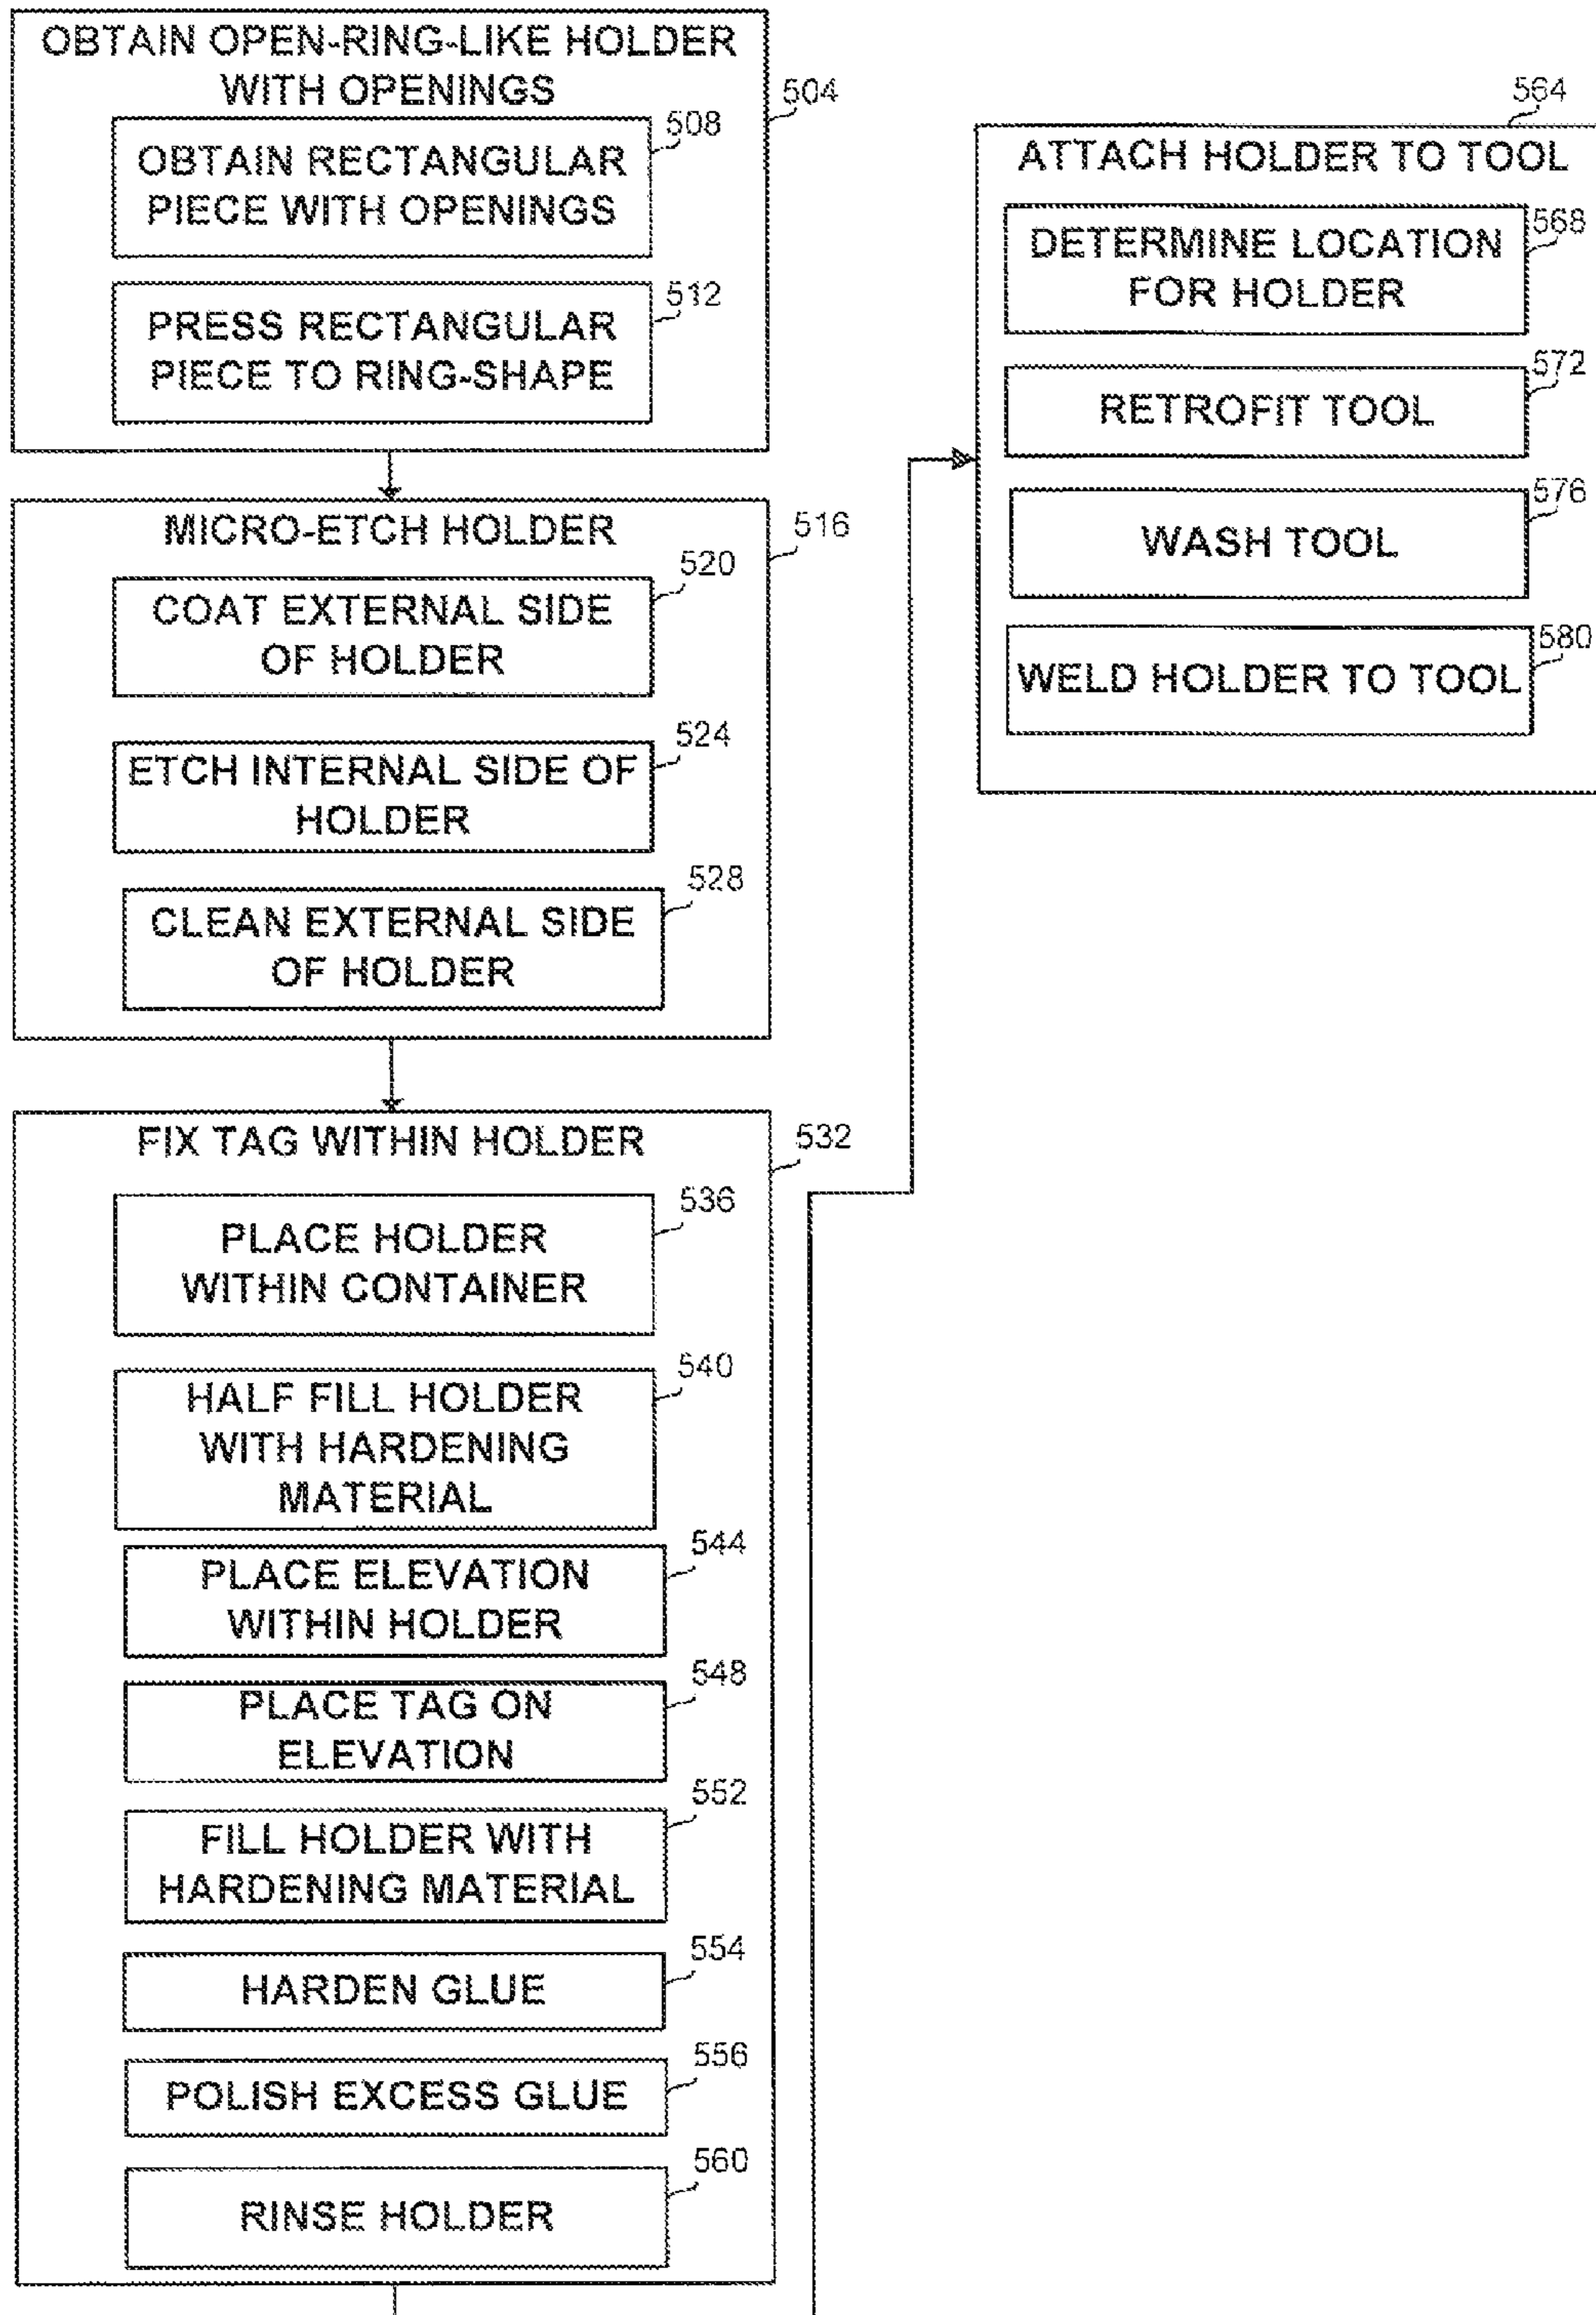 OBTAIN OPEN-RING-LIKE HOLDER
WITH OPENINGS
504
508
OBTAIN RECTANGULAR
PIECE WITH OPENINGS
512
PRESS RECTANGULAR
PIECE TO RING-SHAPE
MICRO-ETCH HOLDER
516
520
COAT EXTERNAL SIDE
OF HOLDER
524
ETCH INTERNAL SIDE OF
HOLDER
528
CLEAN EXTERNAL SIDE
OF HOLDER
FIX TAG WITHIN HOLDER
532
536
PLACE HOLDER
WITHIN CONTAINER
540
HALF FILL HOLDER
WITH HARDENING
MATERIAL
544
PLACE ELEVATION
WITHIN HOLDER
548
PLACE TAG ON
ELEVATION
552
FILL HOLDER WITH
HARDENING MATERIAL
554
HARDEN GLUE
556
POLISH EXCESS GLUE
560
RINSE HOLDER
564
ATTACH HOLDER TO TOOL
568
DETERMINE LOCATION
FOR HOLDER
572
RETROFIT TOOL
576
WASH TOOL
580
WELD HOLDER TO TOOL